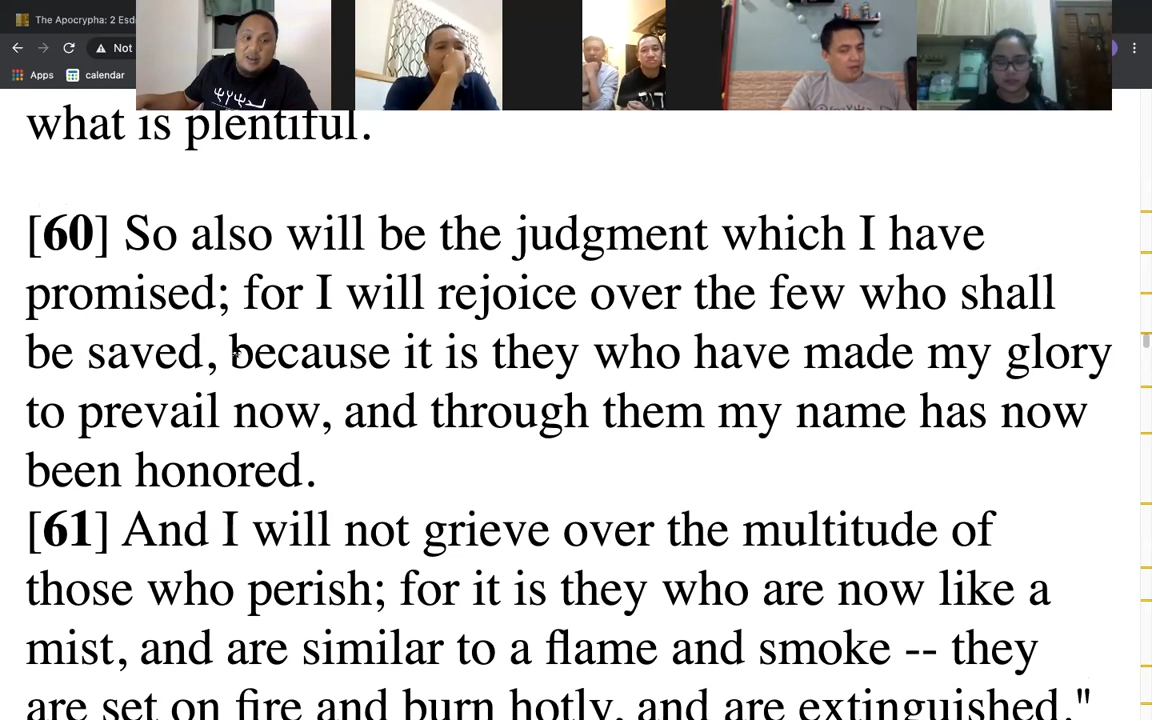 The Apocrypha: 2 Esd
Not
Apps calendar
what is plentiful.
[60] So also will be the judgment which I have
promised; for I will rejoice over the few who shall
be saved, because it is they who have made my glory
to prevail now, and through them my name has now
been honored.
[61] And I will not grieve over the multitude of
those who perish; for it is they who are now like a
mist, and are similar to a flame and smoke -- they
are set on fire and burn hotly, and are extinguished."